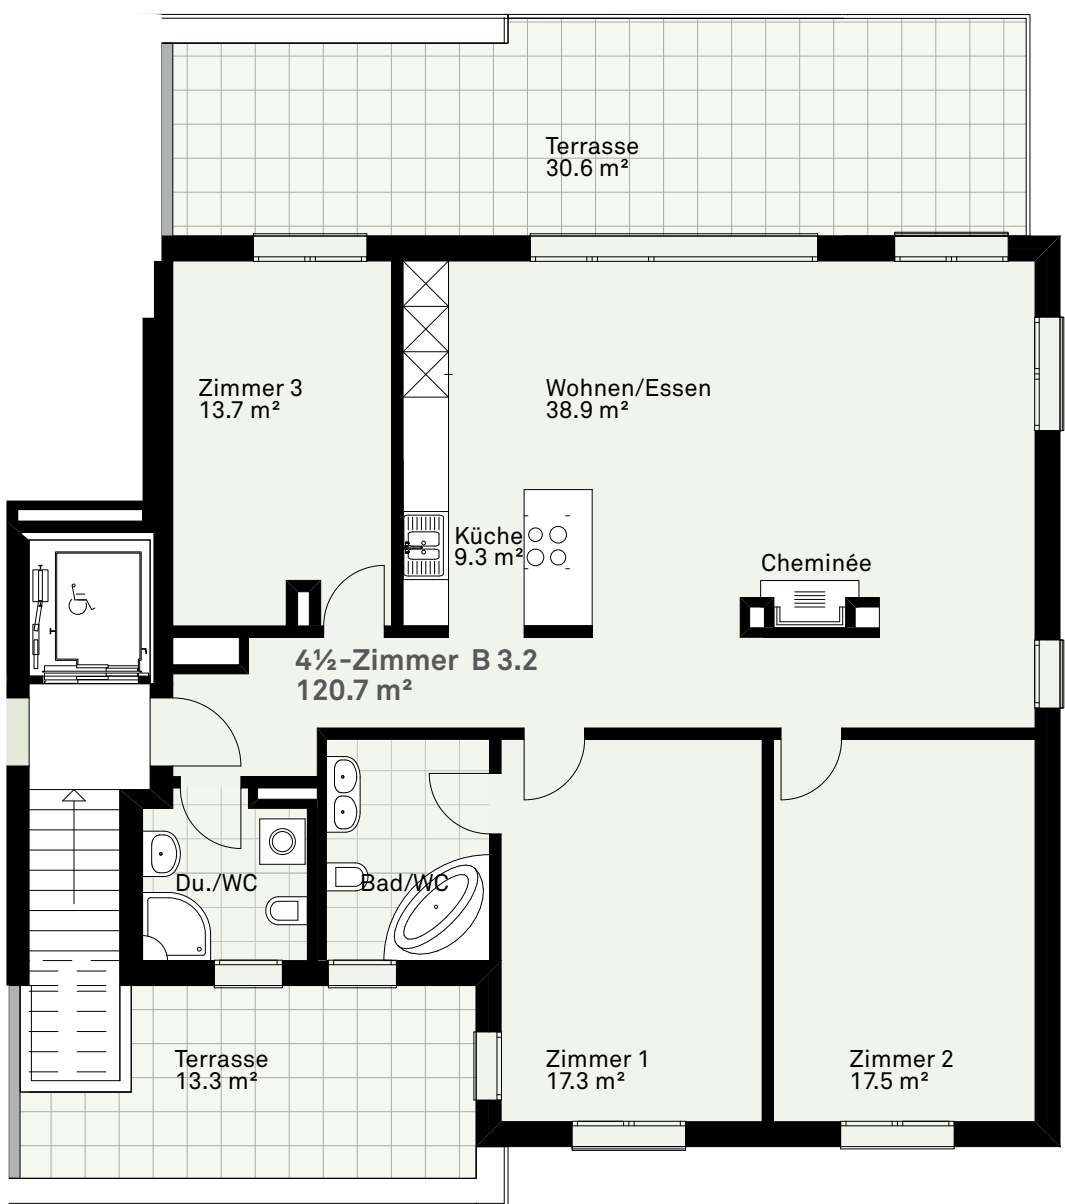 Terrasse
30.6 m²
Zimmer 3
13.7 m²
Wohnen/Essen
38.9 m²
Küche
9.3 m²
Cheminée
4½-Zimmer B 3.2
120.7 m²
Du./WC
Bad/WC
Terrasse
13.3 m²
Zimmer 1
17.3 m²
Zimmer 2
17.5 m²